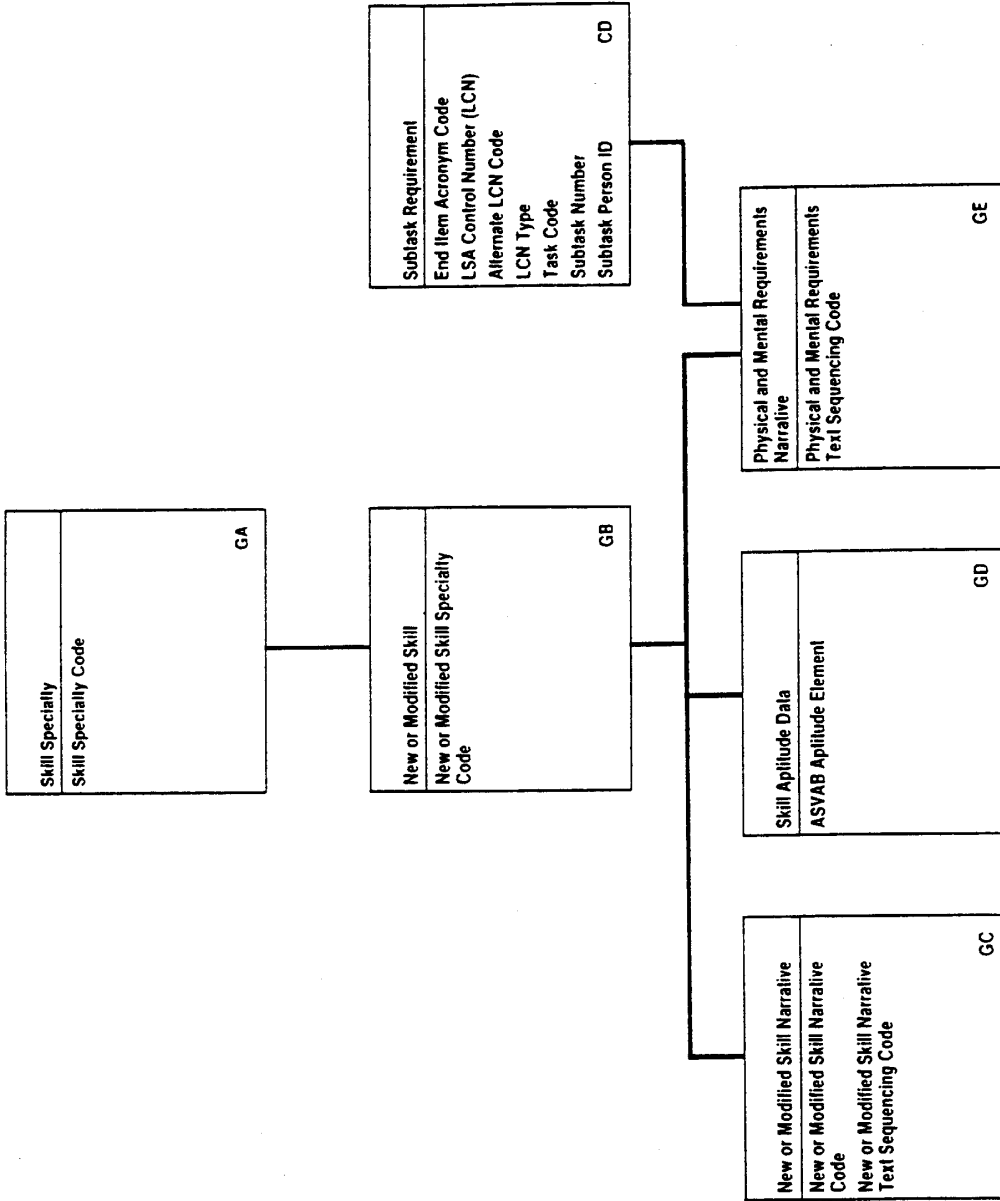 Skill Specialty
Skill Specialty Code
GA
New or Modified Skill
New or Modified Skill Specialty
Code
GB
Subtask Requirement
End Item Acronym Code
LSA Control Number (LCN)
Alternate LCN Code
LCN Type
Task Code
Subtask Number
Subtask Person ID
CD
New or Modified Skill Narrative
New or Modified Skill Narrative
Code
New or Modified Skill Narrative
Text Sequencing Code
GC
Skill Aptitude Data
ASVAB Aptitude Element
GD
Physical and Mental Requirements
Narrative
Physical and Mental Requirements
Text Sequencing Code
GE